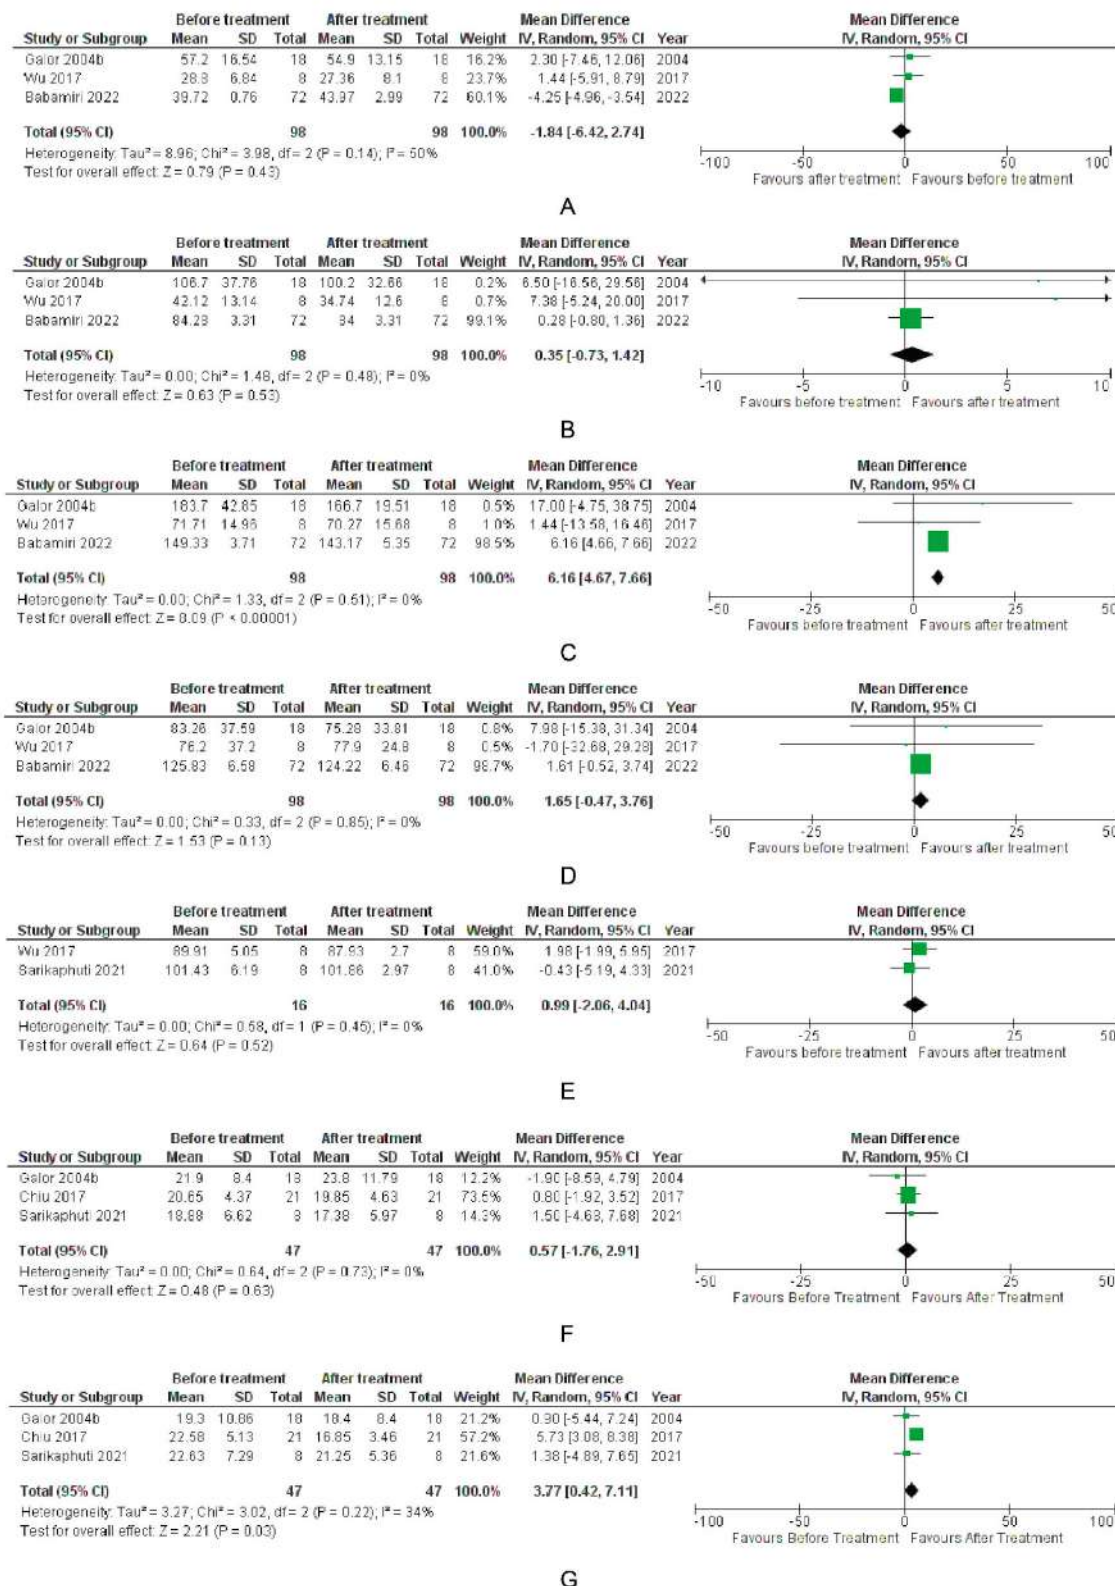 Before treatment After treatment Mean Difference Mean Difference
Study or Subgroup Mean SD Total Mean SD Total Weight IV, Random, 95% CI Year IV, Random, 95% CI
Galor 2004b 57.2 16.54 18 54.9 13.15 18 16.2% 2.30 [-7.46, 12.06] 2004
Wu 2017 28.8 6.84 8 27.36 8.1 8 23.7% 1.44 [-5.91, 8.79] 2017
Babamiri 2022 39.72 0.76 72 43.97 2.99 72 60.1% -4.25 [-4.96, -3.54] 2022
Total (95% CI) 98 98 100.0% -1.84 [-6.42, 2.74]
Heterogeneity: Tau² = 8.96; Chi² = 3.98, df = 2 (P = 0.14); I² = 50%
Test for overall effect: Z = 0.79 (P = 0.43)
-100 -50 0 50 100
Favours after treatment Favours before treatment
A
Before treatment After treatment Mean Difference Mean Difference
Study or Subgroup Mean SD Total Mean SD Total Weight IV, Random, 95% CI Year IV, Random, 95% CI
Galor 2004b 106.7 37.76 18 100.2 32.66 18 0.2% 6.50 [-16.56, 29.56] 2004
Wu 2017 42.12 13.14 8 34.74 12.6 8 0.7% 7.38 [-5.24, 20.00] 2017
Babamiri 2022 84.28 3.31 72 84 3.31 72 99.1% 0.28 [-0.80, 1.36] 2022
Total (95% CI) 98 98 100.0% 0.35 [-0.73, 1.42]
Heterogeneity: Tau² = 0.00; Chi² = 1.48, df = 2 (P = 0.48); I² = 0%
Test for overall effect: Z = 0.63 (P = 0.53)
-10 -5 0 5 10
Favours before treatment Favours after treatment
B
Before treatment After treatment Mean Difference Mean Difference
Study or Subgroup Mean SD Total Mean SD Total Weight IV, Random, 95% CI Year IV, Random, 95% CI
Galor 2004b 183.7 42.85 18 166.7 19.51 18 0.5% 17.00 [-4.75, 38.75] 2004
Wu 2017 71.71 14.96 8 70.27 15.68 8 1.0% 1.44 [-13.58, 16.46] 2017
Babamiri 2022 149.33 3.71 72 143.17 5.35 72 98.5% 6.16 [4.66, 7.66] 2022
Total (95% CI) 98 98 100.0% 6.16 [4.67, 7.66]
Heterogeneity: Tau² = 0.00; Chi² = 1.33, df = 2 (P = 0.51); I² = 0%
Test for overall effect: Z = 8.09 (P < 0.00001)
-50 -25 0 25 50
Favours before treatment Favours after treatment
C
Before treatment After treatment Mean Difference Mean Difference
Study or Subgroup Mean SD Total Mean SD Total Weight IV, Random, 95% CI Year IV, Random, 95% CI
Galor 2004b 83.26 37.59 18 75.28 33.81 18 0.8% 7.98 [-15.38, 31.34] 2004
Wu 2017 76.2 37.2 8 77.9 24.8 8 0.5% -1.70 [-32.68, 29.28] 2017
Babamiri 2022 125.83 6.58 72 124.22 6.46 72 98.7% 1.61 [-0.52, 3.74] 2022
Total (95% CI) 98 98 100.0% 1.65 [-0.47, 3.76]
Heterogeneity: Tau² = 0.00; Chi² = 0.33, df = 2 (P = 0.85); I² = 0%
Test for overall effect: Z = 1.53 (P = 0.13)
-50 -25 0 25 50
Favours before treatment Favours after treatment
D
Before treatment After treatment Mean Difference Mean Difference
Study or Subgroup Mean SD Total Mean SD Total Weight IV, Random, 95% CI Year IV, Random, 95% CI
Wu 2017 89.91 5.05 8 87.93 2.7 8 59.0% 1.98 [-1.99, 5.95] 2017
Sarikaphuti 2021 101.43 6.19 8 101.86 2.97 8 41.0% -0.43 [-5.19, 4.33] 2021
Total (95% CI) 16 16 100.0% 0.99 [-2.06, 4.04]
Heterogeneity: Tau² = 0.00; Chi² = 0.58, df = 1 (P = 0.45); I² = 0%
Test for overall effect: Z = 0.64 (P = 0.52)
-50 -25 0 25 50
Favours before treatment Favours after treatment
E
Before treatment After treatment Mean Difference Mean Difference
Study or Subgroup Mean SD Total Mean SD Total Weight IV, Random, 95% CI Year IV, Random, 95% CI
Galor 2004b 21.9 8.4 18 23.8 11.79 18 12.2% -1.90 [-8.59, 4.79] 2004
Chiu 2017 20.65 4.37 21 19.85 4.63 21 73.5% 0.80 [-1.92, 3.52] 2017
Sarikaphuti 2021 18.88 6.62 8 17.38 5.97 8 14.3% 1.50 [-4.68, 7.68] 2021
Total (95% CI) 47 47 100.0% 0.57 [-1.76, 2.91]
Heterogeneity: Tau² = 0.00; Chi² = 0.64, df = 2 (P = 0.73); I² = 0%
Test for overall effect: Z = 0.48 (P = 0.63)
-50 -25 0 25 50
Favours Before Treatment Favours After Treatment
F
Before treatment After treatment Mean Difference Mean Difference
Study or Subgroup Mean SD Total Mean SD Total Weight IV, Random, 95% CI Year IV, Random, 95% CI
Galor 2004b 19.3 10.86 18 18.4 8.4 18 21.2% 0.90 [-5.44, 7.24] 2004
Chiu 2017 22.58 5.13 21 16.85 3.46 21 57.2% 5.73 [3.08, 8.38] 2017
Sarikaphuti 2021 22.63 7.29 8 21.25 5.36 8 21.6% 1.38 [-4.89, 7.65] 2021
Total (95% CI) 47 47 100.0% 3.77 [0.42, 7.11]
Heterogeneity: Tau² = 3.27; Chi² = 3.02, df = 2 (P = 0.22); I² = 34%
Test for overall effect: Z = 2.21 (P = 0.03)
-100 -50 0 50 100
Favours Before Treatment Favours After Treatment
G